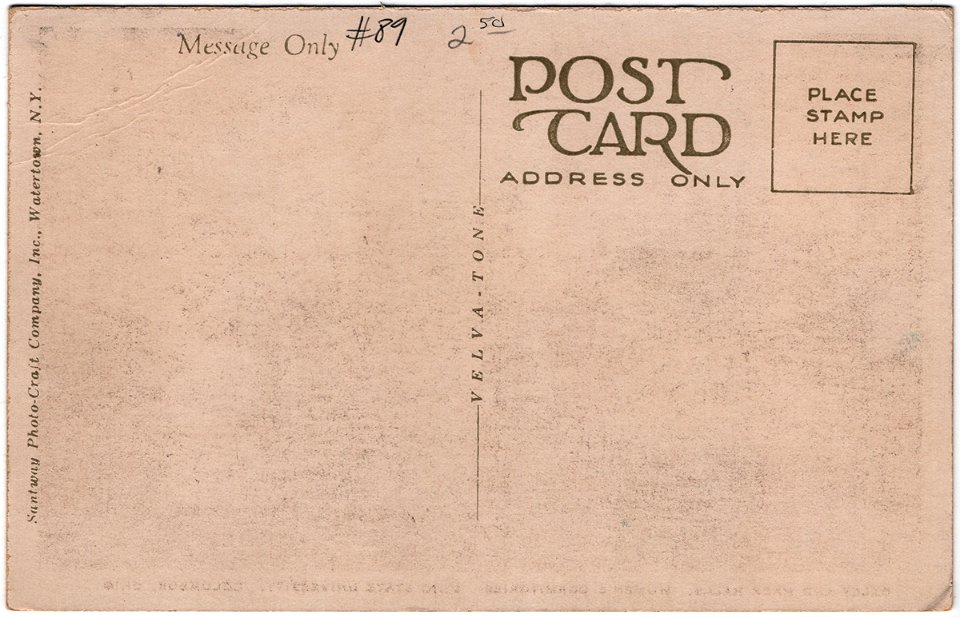 Message Only #89 2 50
POST
CARD
ADDRESS ONLY
PLACE
STAMP
HERE
Santway Photo-Craft Company, Inc., Watertown, N.Y.
VELVA-TONE